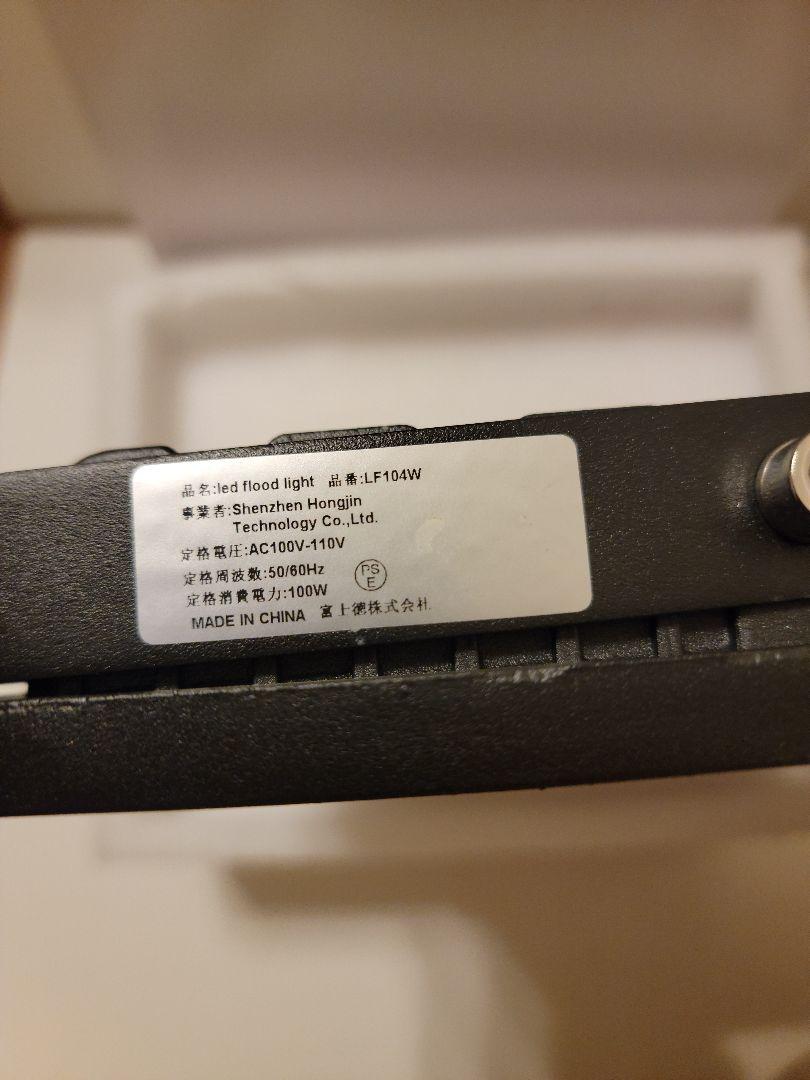 品名:led flood light 品番:LF104W
事業者:Shenzhen Hongjin
Technology Co.,Ltd.
定格電圧:AC100V-110V
定格周波数:50/60Hz
PS
E
定格消費電力:100W
MADE IN CHINA 富士德株式会社